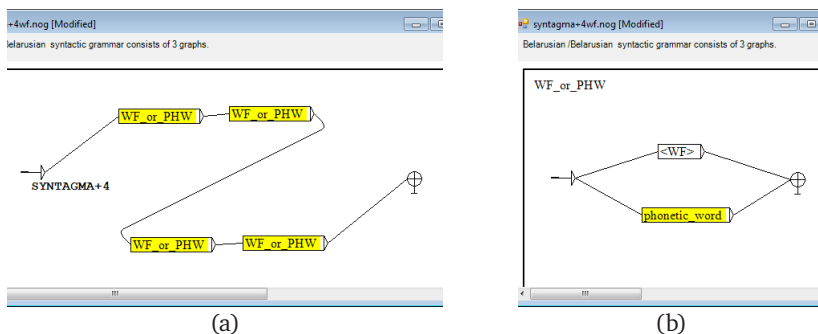 +4wf.nog [Modified]
Belarusian syntactic grammar consists of 3 graphs.
WF_or_PHW
WF_or_PHW
SYNTAGMA+4
WF_or_PHW
WF_or_PHW
(a)
syntagma+4wf.nog [Modified]
Belarusian /Belarusian syntactic grammar consists of 3 graphs.
WF_or_PHW
<WF>
phonetic_word
(b)